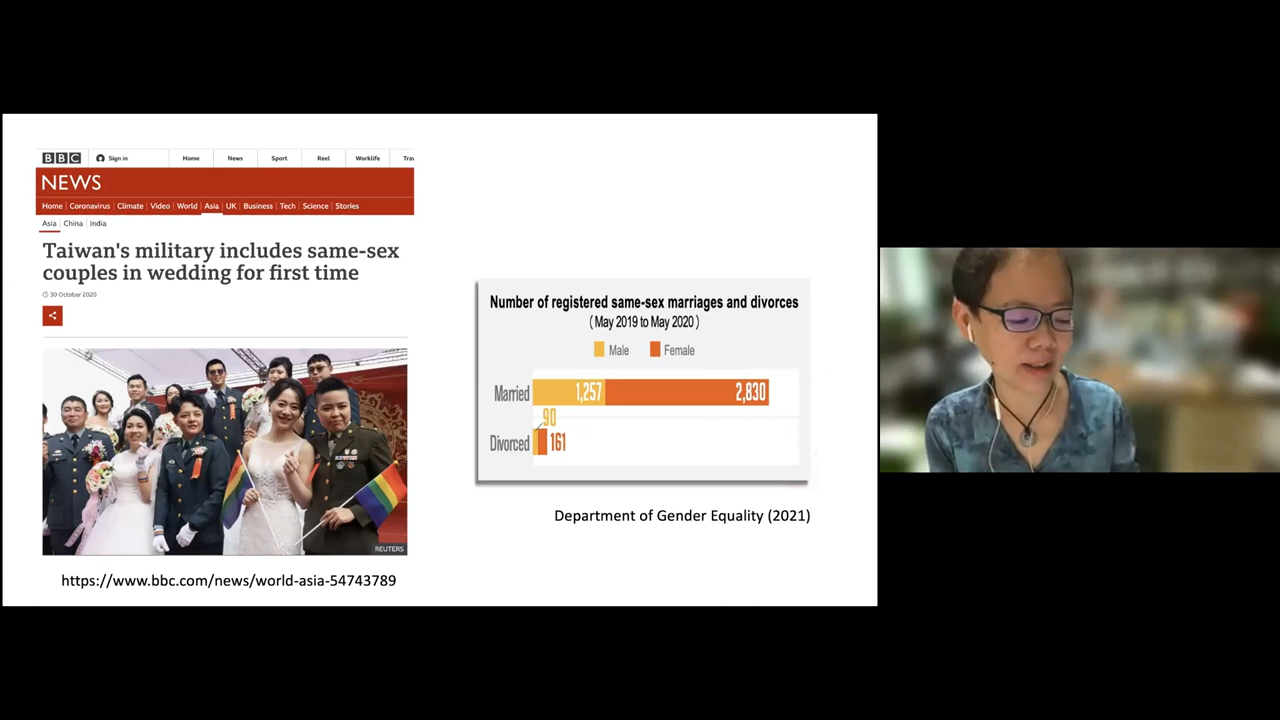 BBC Sign in Home News Sport Reel Worklife Tra
NEWS
Home Coronavirus Climate Video World Asia UK Business Tech Science Stories
Asia China India
Taiwan's military includes same-sex
couples in wedding for first time
30 October 2020
REUTERS
https://www.bbc.com/news/world-asia-54743789
Number of registered same-sex marriages and divorces
( May 2019 to May 2020 )
Male Female
Married 1,257 2,830
90
Divorced 161
Department of Gender Equality (2021)